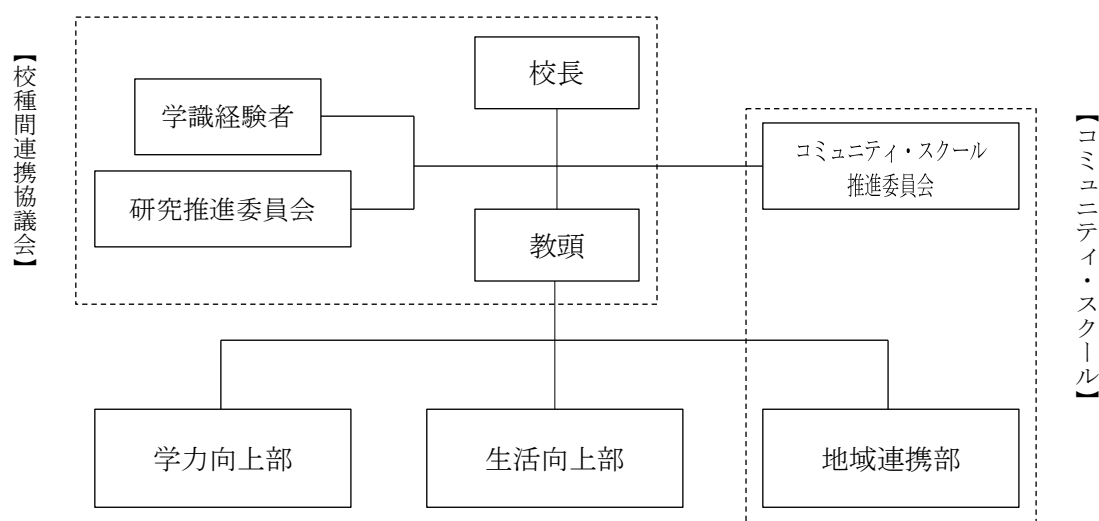 【校種間連携協議会】
校長
学識経験者
研究推進委員会
教頭
コミュニティ・スクール
推進委員会
【コミュニティ・スクール】
学力向上部
生活向上部
地域連携部